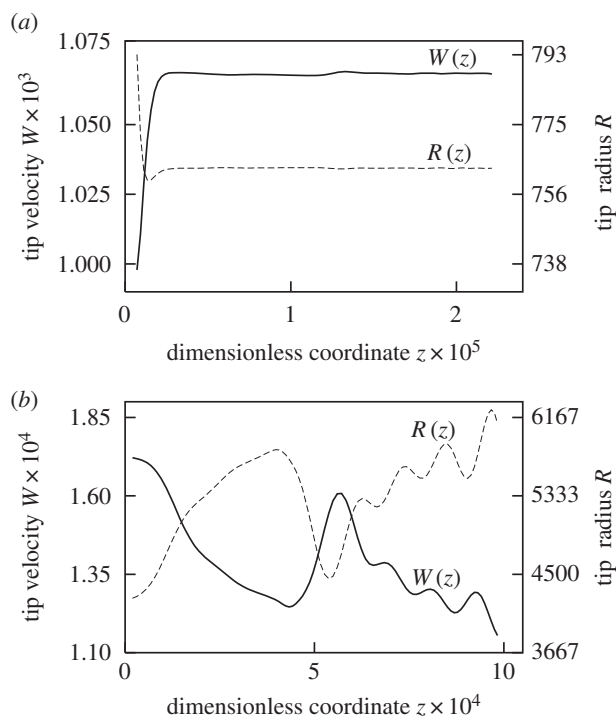 (a)
1.075
1.050
1.025
1.000
tip velocity W × 10³
793
775
756
738
tip radius R
W (z)
R (z)
0
1
2
dimensionless coordinate z × 10⁵
(b)
1.85
1.60
1.35
1.10
tip velocity W × 10⁴
6167
5333
4500
3667
tip radius R
R (z)
W (z)
0
5
10
dimensionless coordinate z × 10⁴